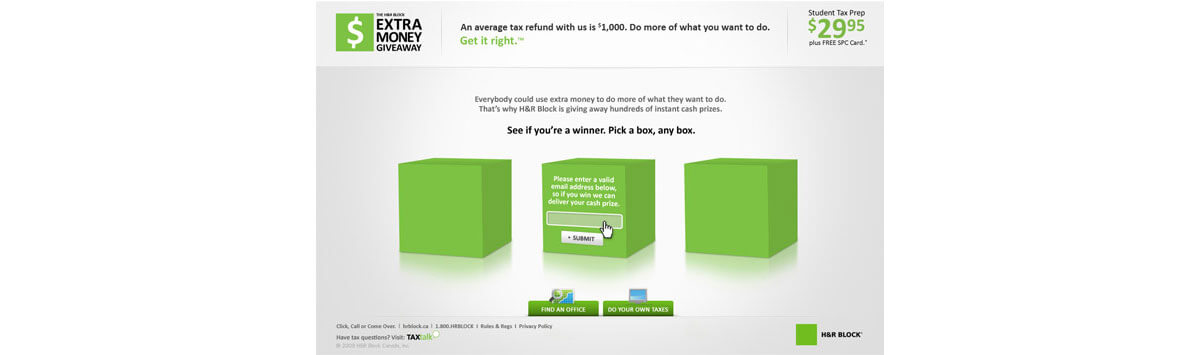 THE H&R BLOCK
EXTRA
MONEY
GIVEAWAY
$
An average tax refund with us is $1,000. Do more of what you want to do.
Get it right.™
Student Tax Prep
$29.95
plus FREE SPC Card.*
Everybody could use extra money to do more of what they want to do.
That's why H&R Block is giving away hundreds of instant cash prizes.
See if you're a winner. Pick a box, any box.
Please enter a valid
email address below,
so if you win we can
deliver your cash prize.
SUBMIT
FIND AN OFFICE
DO YOUR OWN TAXES
Click, Call or Come Over. | hrblock.ca | 1.800.HRBLOCK | Rules & Regs | Privacy Policy
Have tax questions? Visit: TAXtalk
© 2009 H&R Block Canada, Inc.
H&R BLOCK®